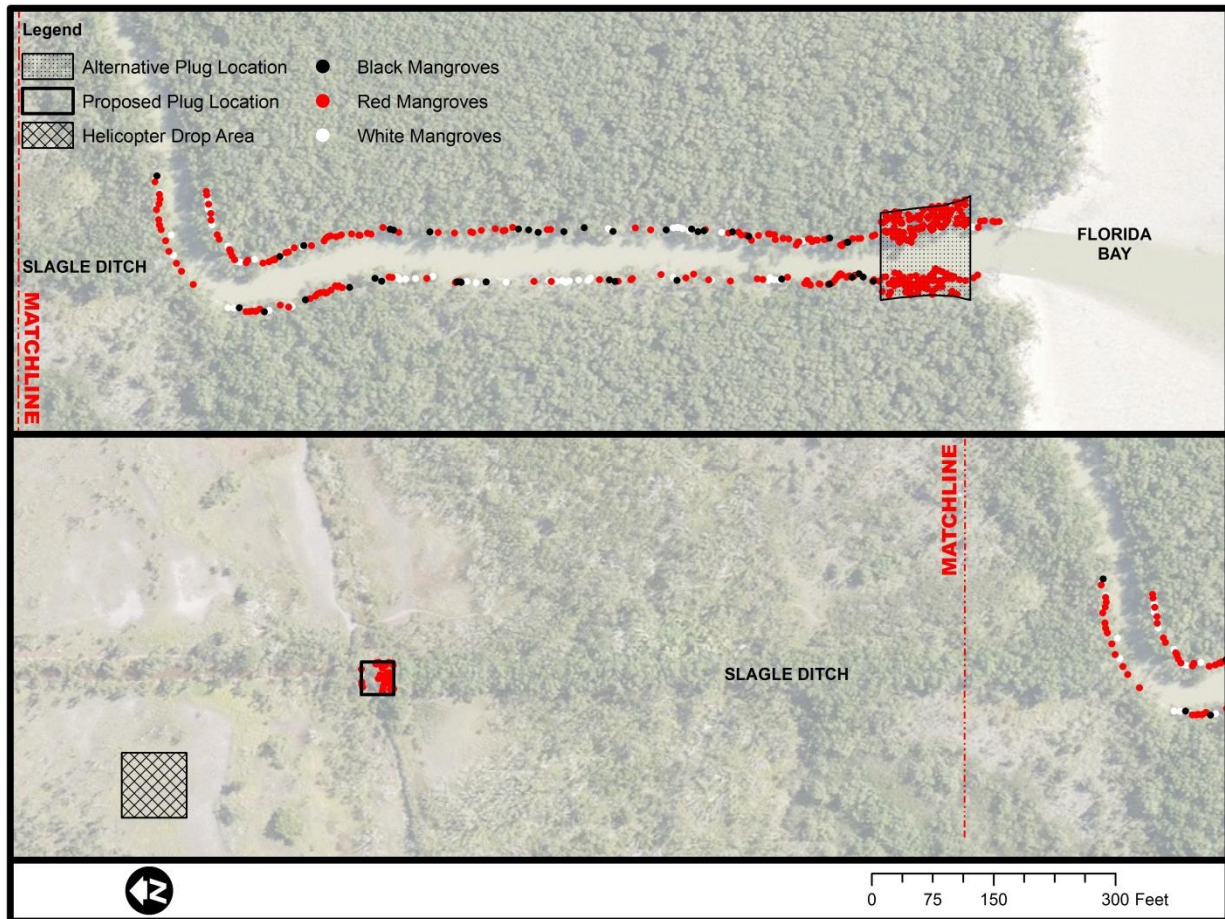 Legend
Alternative Plug Location
Proposed Plug Location
Helicopter Drop Area
Black Mangroves
Red Mangroves
White Mangroves
SLAGLE DITCH
MATCHLINE
FLORIDA
BAY
MATCHLINE
SLAGLE DITCH
N
0 75 150 300 Feet